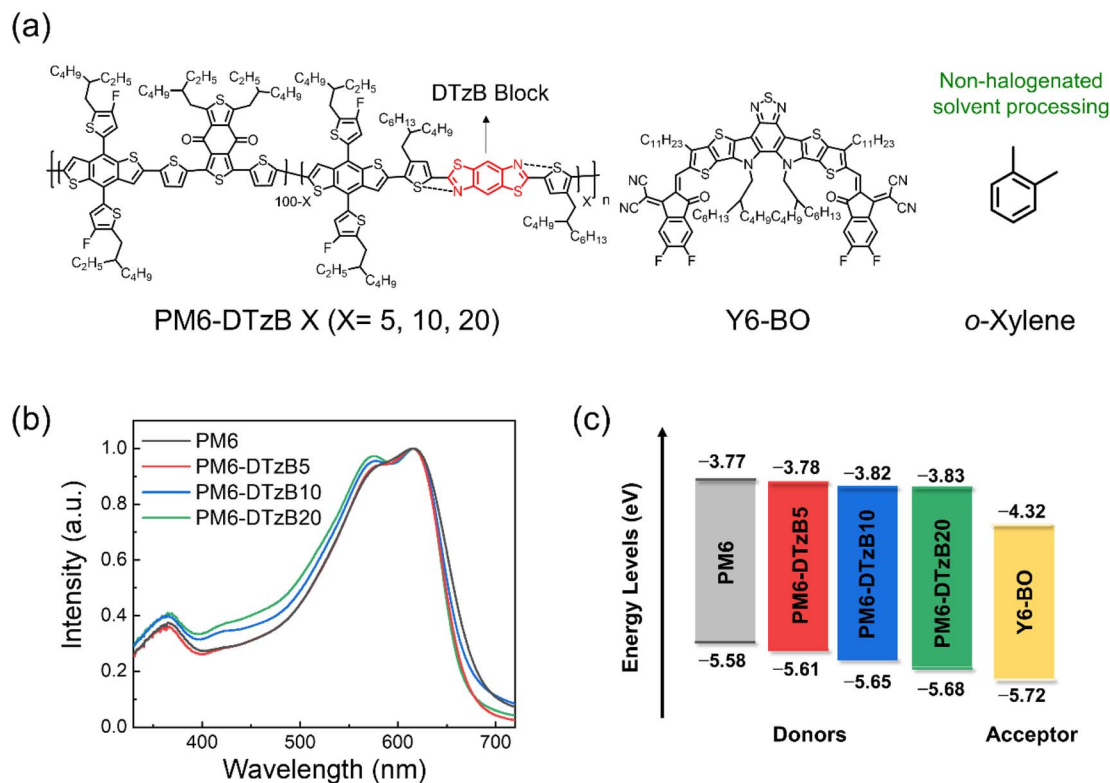 (a)
DTzB Block
Non-halogenated
solvent processing
C4H9
C2H5
C2H5
C2H5
C4H9
C4H9
C4H9
C2H5
C6H13
C4H9
F
S
O
O
100-X
X
n
N
S
S
N
C4H9
C6H13
F
C2H5
C4H9
C2H5
C4H9
N
S
N
C11H23
C11H23
S
S
S
S
N
N
NC
CN
O
O
CN
CN
C6H13
C4H9
C4H9
C6H13
F
F
F
F
PM6-DTzB X (X= 5, 10, 20)
Y6-BO
o-Xylene
(b)
PM6
PM6-DTzB5
PM6-DTzB10
PM6-DTzB20
Intensity (a.u.)
1.0
0.8
0.6
0.4
0.2
0.0
400
500
600
700
Wavelength (nm)
(c)
Energy Levels (eV)
−3.77
−3.78
−3.82
−3.83
−4.32
PM6
PM6-DTzB5
PM6-DTzB10
PM6-DTzB20
Y6-BO
−5.58
−5.61
−5.65
−5.68
−5.72
Donors
Acceptor